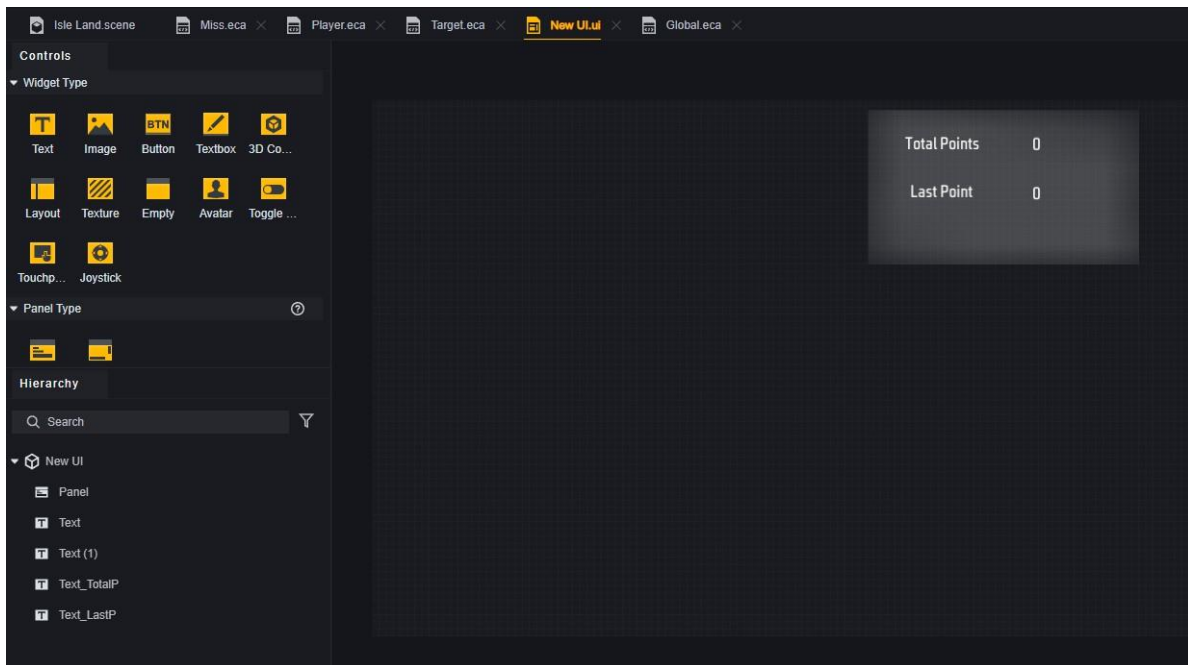 Isle Land.scene Miss.eca Player.eca Target.eca New UI.ui Global.eca
Controls
Widget Type
T BTN
Text Image Button Textbox 3D Co...
Layout Texture Empty Avatar Toggle ...
Touchp... Joystick
Panel Type
Hierarchy
Search
New UI
Panel
T Text
T Text (1)
T Text_TotalP
T Text_LastP
Total Points 0
Last Point 0